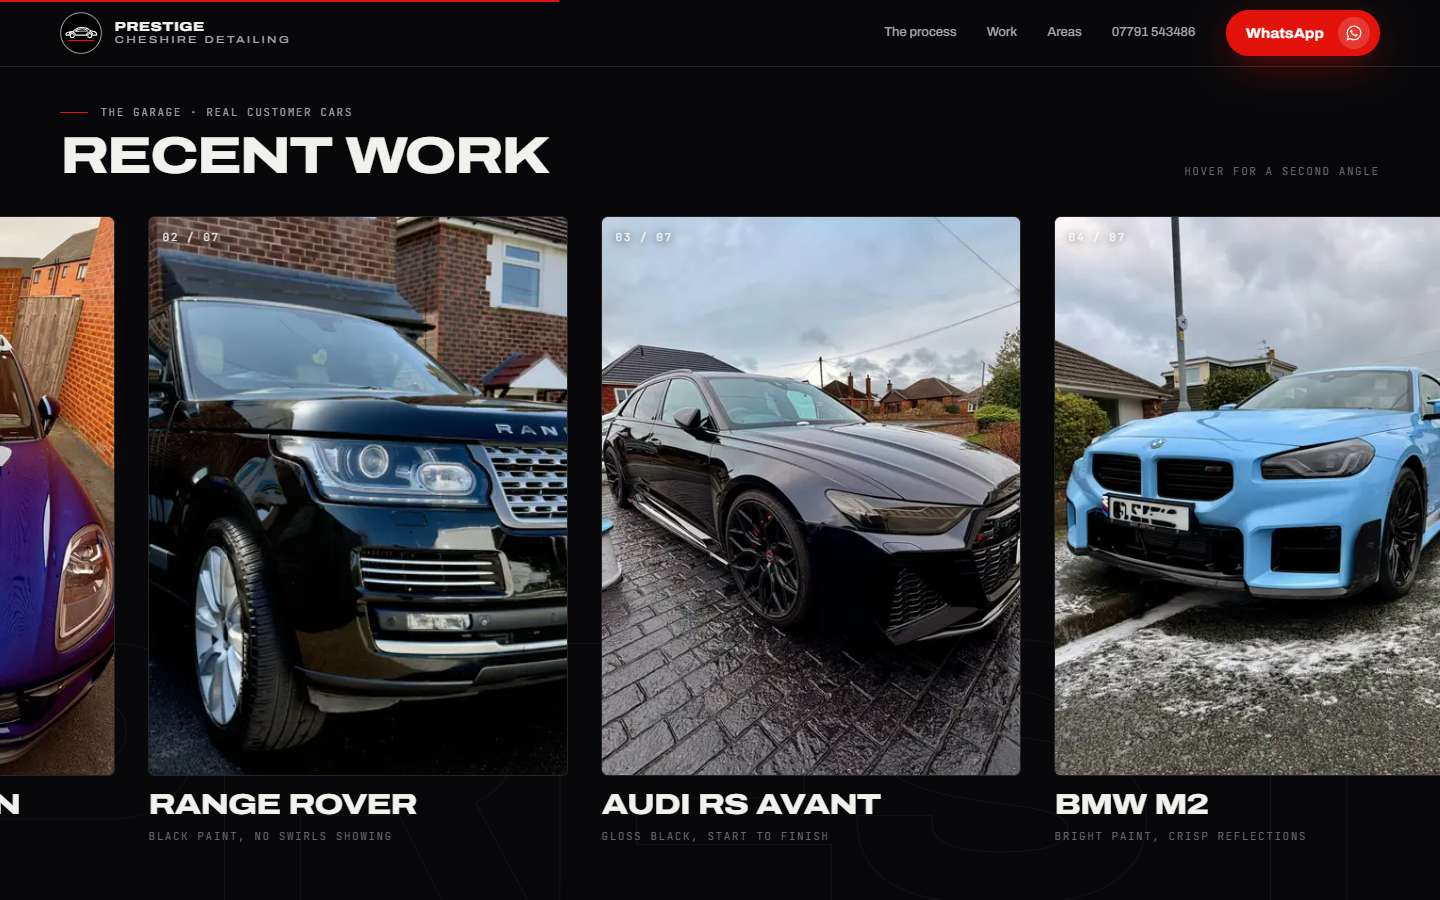 PRESTIGE
CHESHIRE DETAILING
The process
Work
Areas
07791 543486
WhatsApp
THE GARAGE · REAL CUSTOMER CARS
RECENT WORK
HOVER FOR A SECOND ANGLE
02 / 07
03 / 07
04 / 07
RAN
N
RANGE ROVER
BLACK PAINT, NO SWIRLS SHOWING
AUDI RS AVANT
GLOSS BLACK, START TO FINISH
BMW M2
BRIGHT PAINT, CRISP REFLECTIONS